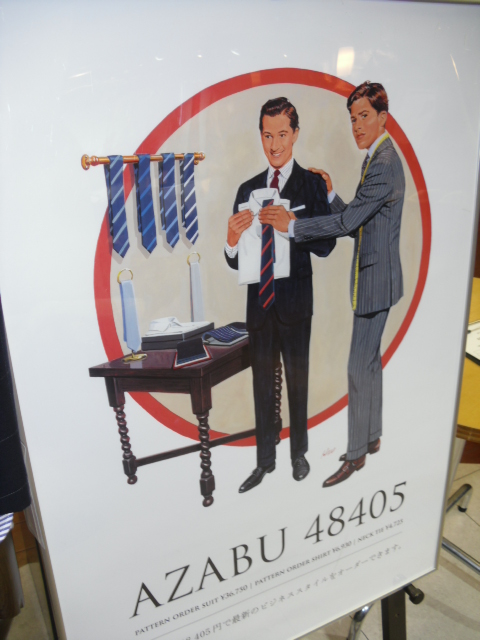 AZABU 48405
PATTERN ORDER SUIT ¥36,750 | PATTERN ORDER SHIRT ¥6,930 | NECK TIE ¥4,725
405円で最新のビジネススタイルをオーダーできます。